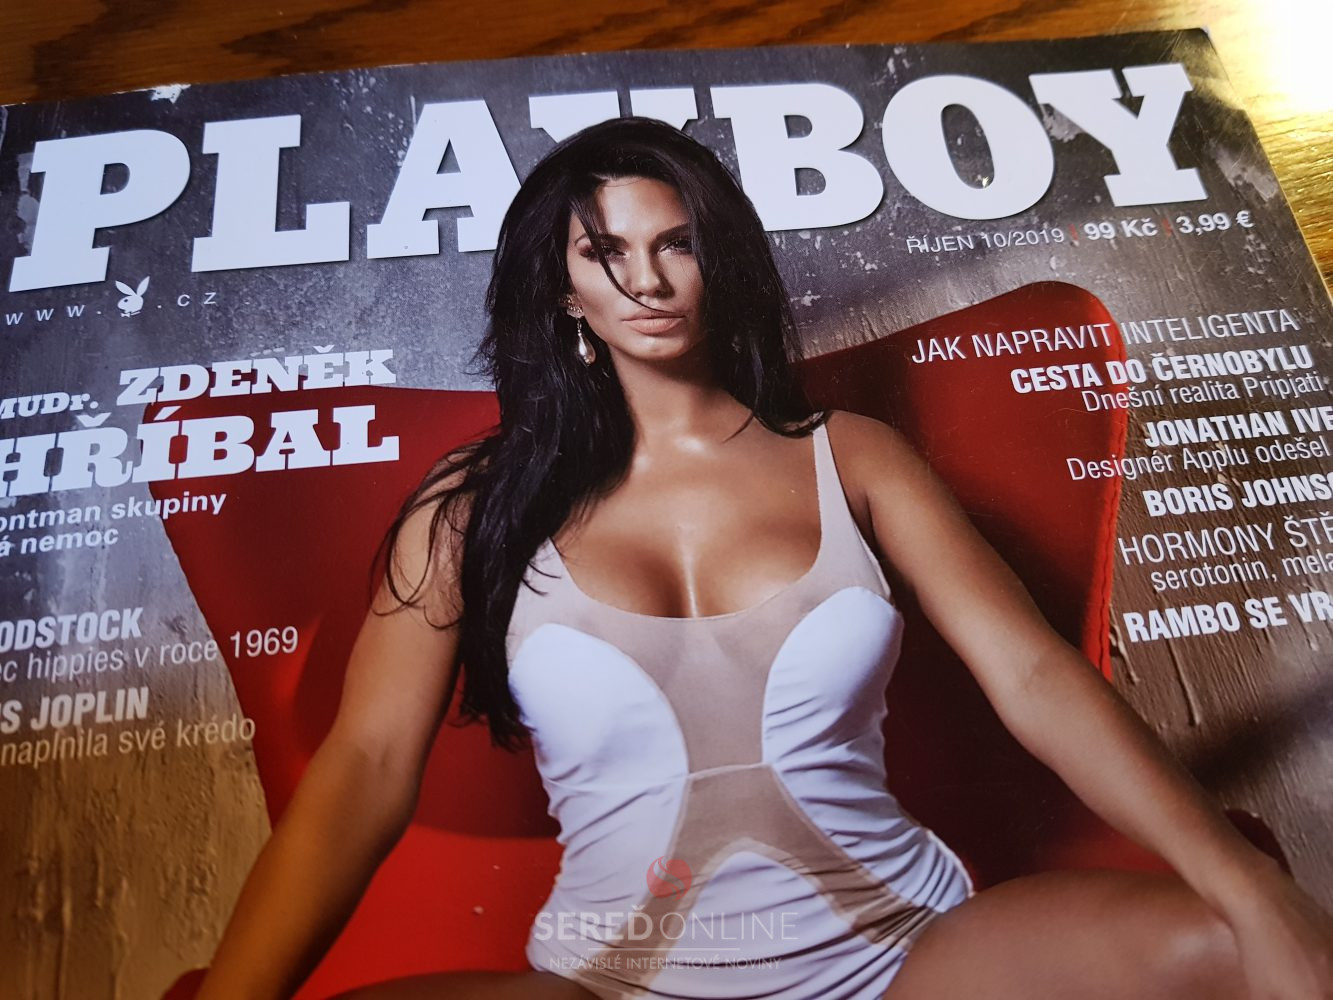 PLAYBOY
ŘÍJEN 10/2019 | 99 Kč | 3,99 €
www. .cz
MUDr. ZDENĚK
HŘÍBAL
nemoc
skupiny
JAK NAPRAVIT INTELIGENTA
CESTA DO ČERNOBYLU
Dnešní realita Pripjati
JONATHAN IVE
Designér Applu odešel
BORIS JOHNS
HORMONY ŠTĚ
serotonin, mela
RAMBO SE VR
ODSTOCK
ec hippies v roce 1969
S JOPLIN
naplnila své krédo
SEREĎONLINE
NEZÁVISLÉ INTERNETOVÉ NOVINY